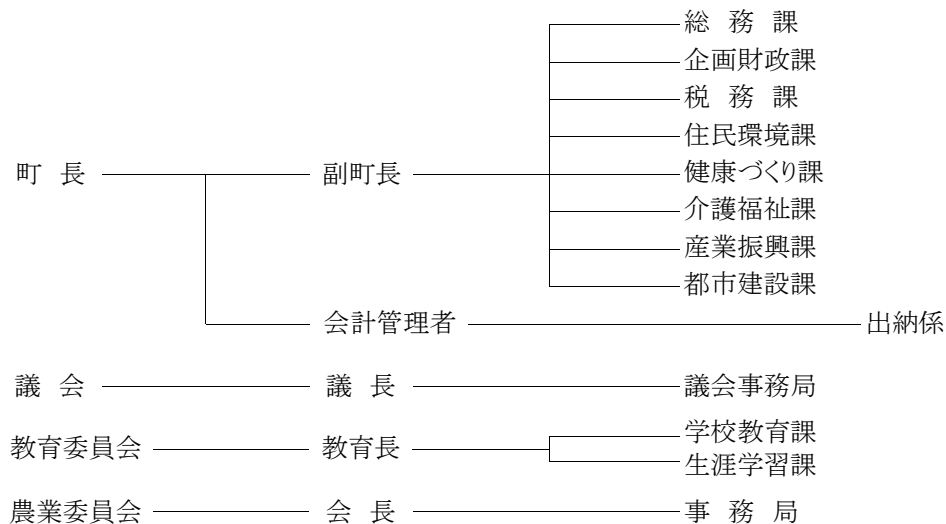 総 務 課
企画財政課
税 務 課
住民環境課
町 長 副町長 健康づくり課
介護福祉課
産業振興課
都市建設課
会計管理者 出納係
議 会 議 長 議会事務局
学校教育課
教育委員会 教育長
生涯学習課
農業委員会 会 長 事 務 局